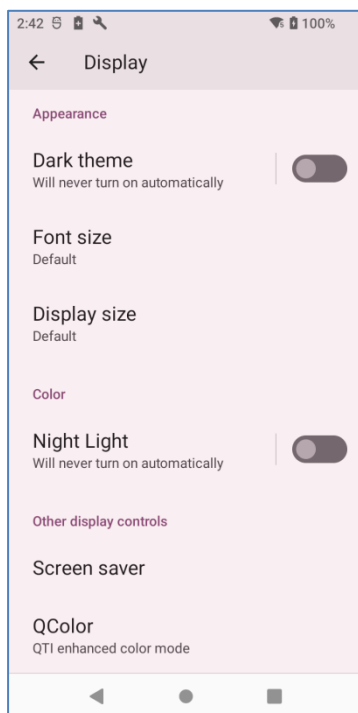 2:42 100%
Display
Appearance
Dark theme
Will never turn on automatically
Font size
Default
Display size
Default
Color
Night Light
Will never turn on automatically
Other display controls
Screen saver
QColor
QTI enhanced color mode